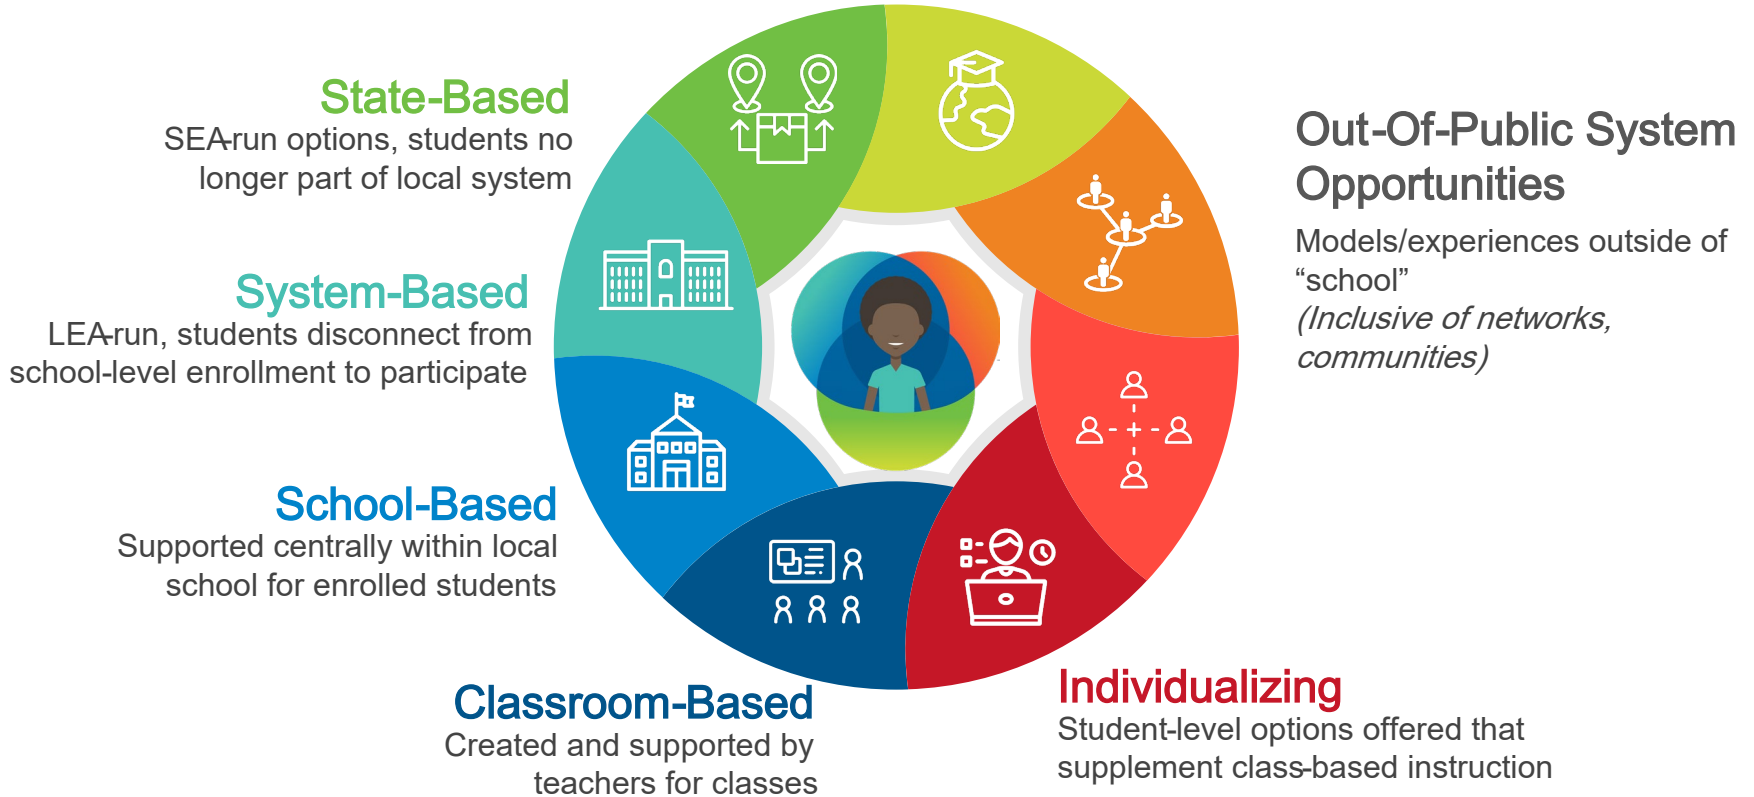 State-Based
SEA-run options, students no
longer part of local system
System-Based
LEA-run, students disconnect from
school-level enrollment to participate
School-Based
Supported centrally within local
school for enrolled students
Classroom-Based
Created and supported by
teachers for classes
Individualizing
Student-level options offered that
supplement class-based instruction
Out-Of-Public System
Opportunities
Models/experiences outside of
“school”
(Inclusive of networks,
communities)